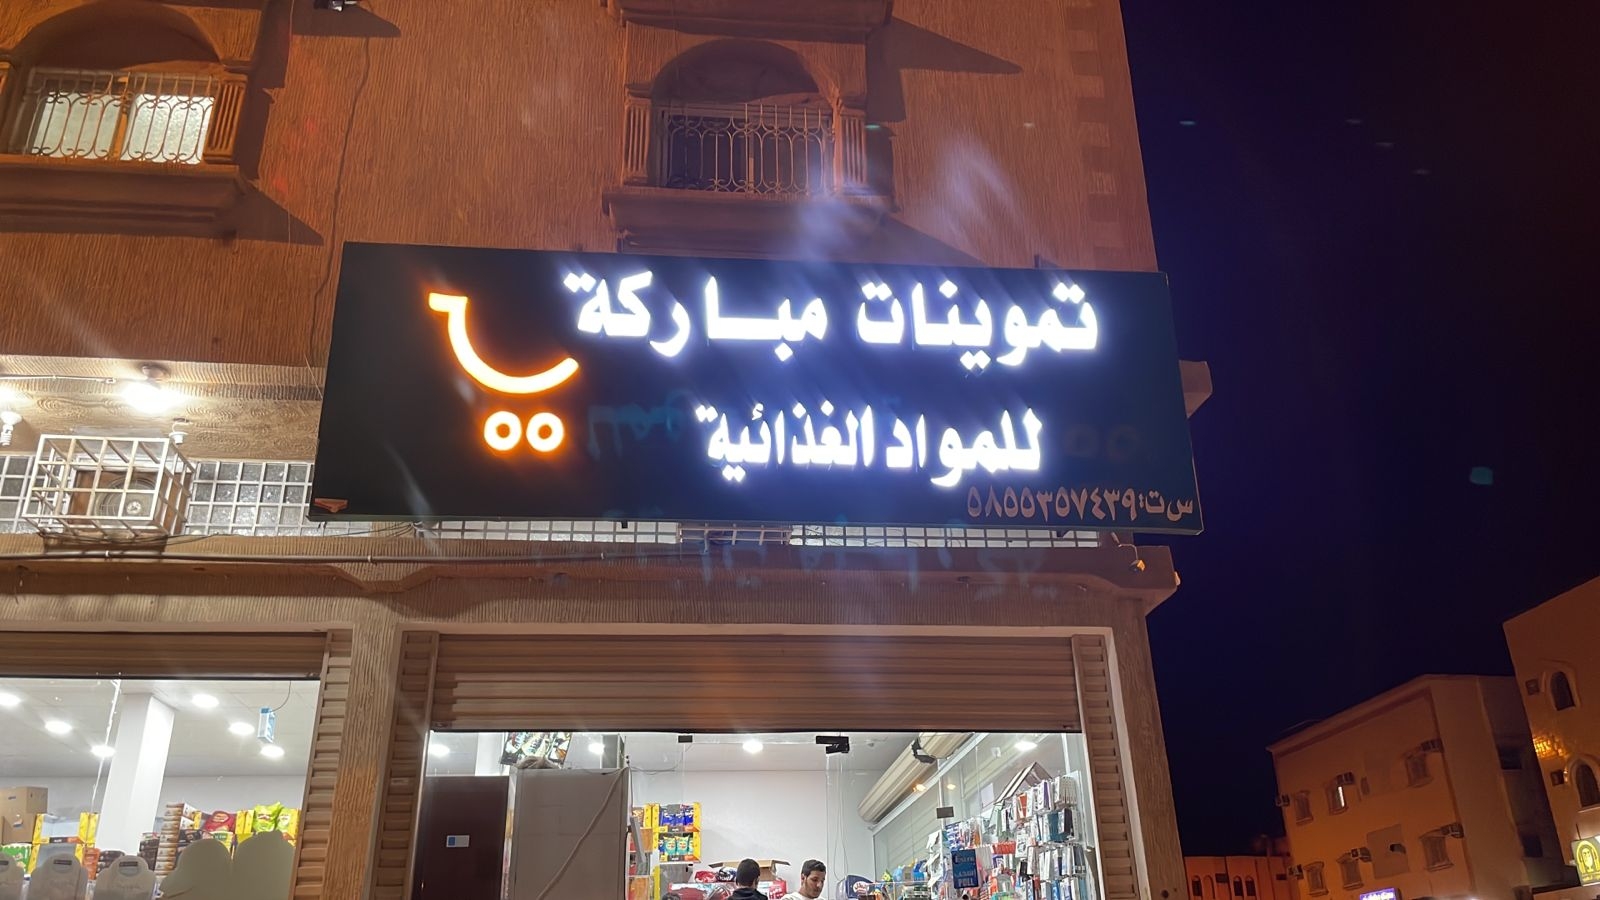 تموينات مباركة
للمواد الغذائية
س ت: ٥٨٥٥٣٥٧٤٣٩